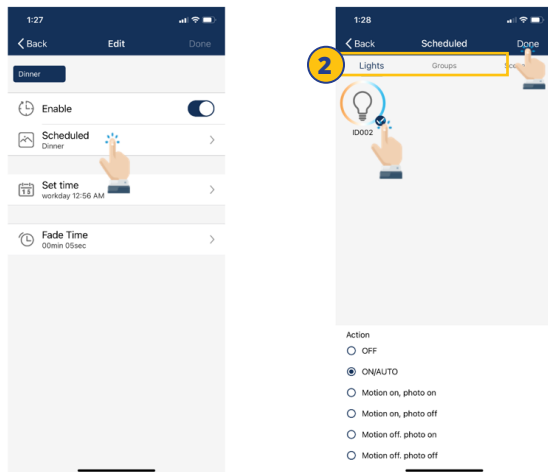 1:27
Back Edit Done
Dinner
Enable
Scheduled
Dinner
Set time
workday 12:56 AM
Fade Time
00min 05sec
1:28
Back Scheduled Done
2
Lights Groups
ID002
Action
OFF
ON/AUTO
Motion on, photo on
Motion on, photo off
Motion off. photo on
Motion off. photo off